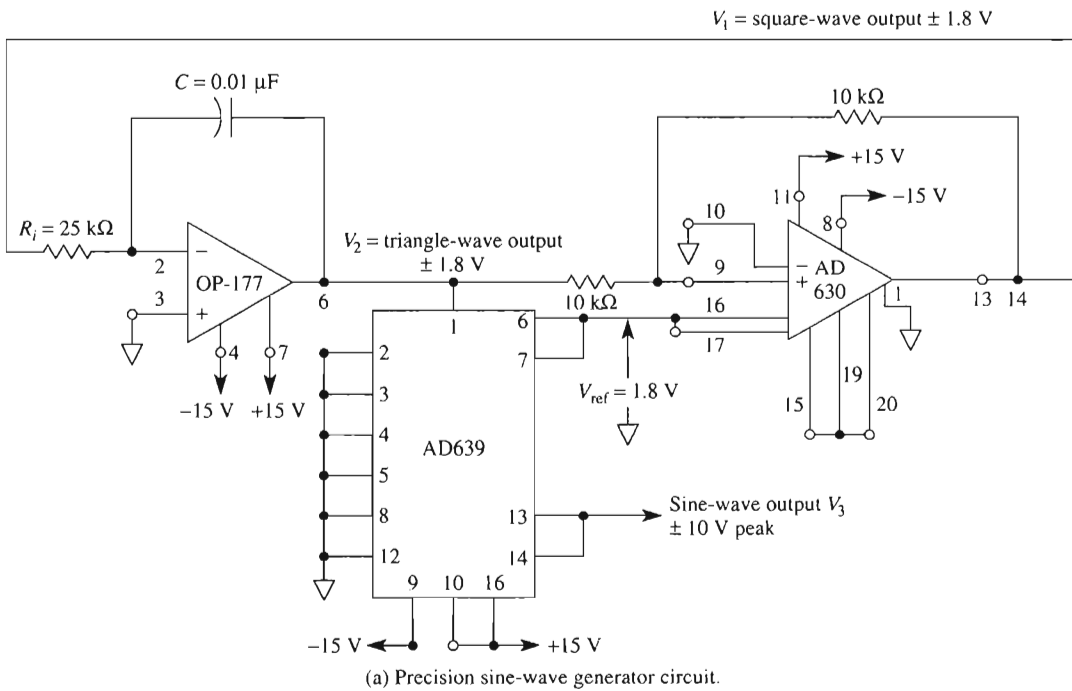 V₁ = square-wave output ± 1.8 V
C = 0.01 μF
10 kΩ
+15 V
11
−15 V
10
8
Rᵢ = 25 kΩ
V₂ = triangle-wave output
± 1.8 V
−
AD
2
OP-177
9
+
630
3
6
10 kΩ
16
1
13
14
+
1
6
17
4
7
2
7
19
−15 V
+15 V
3
Vref = 1.8 V
15
20
4
AD639
5
8
13
Sine-wave output V₃
± 10 V peak
12
14
9
10
16
−15 V
+15 V
(a) Precision sine-wave generator circuit.